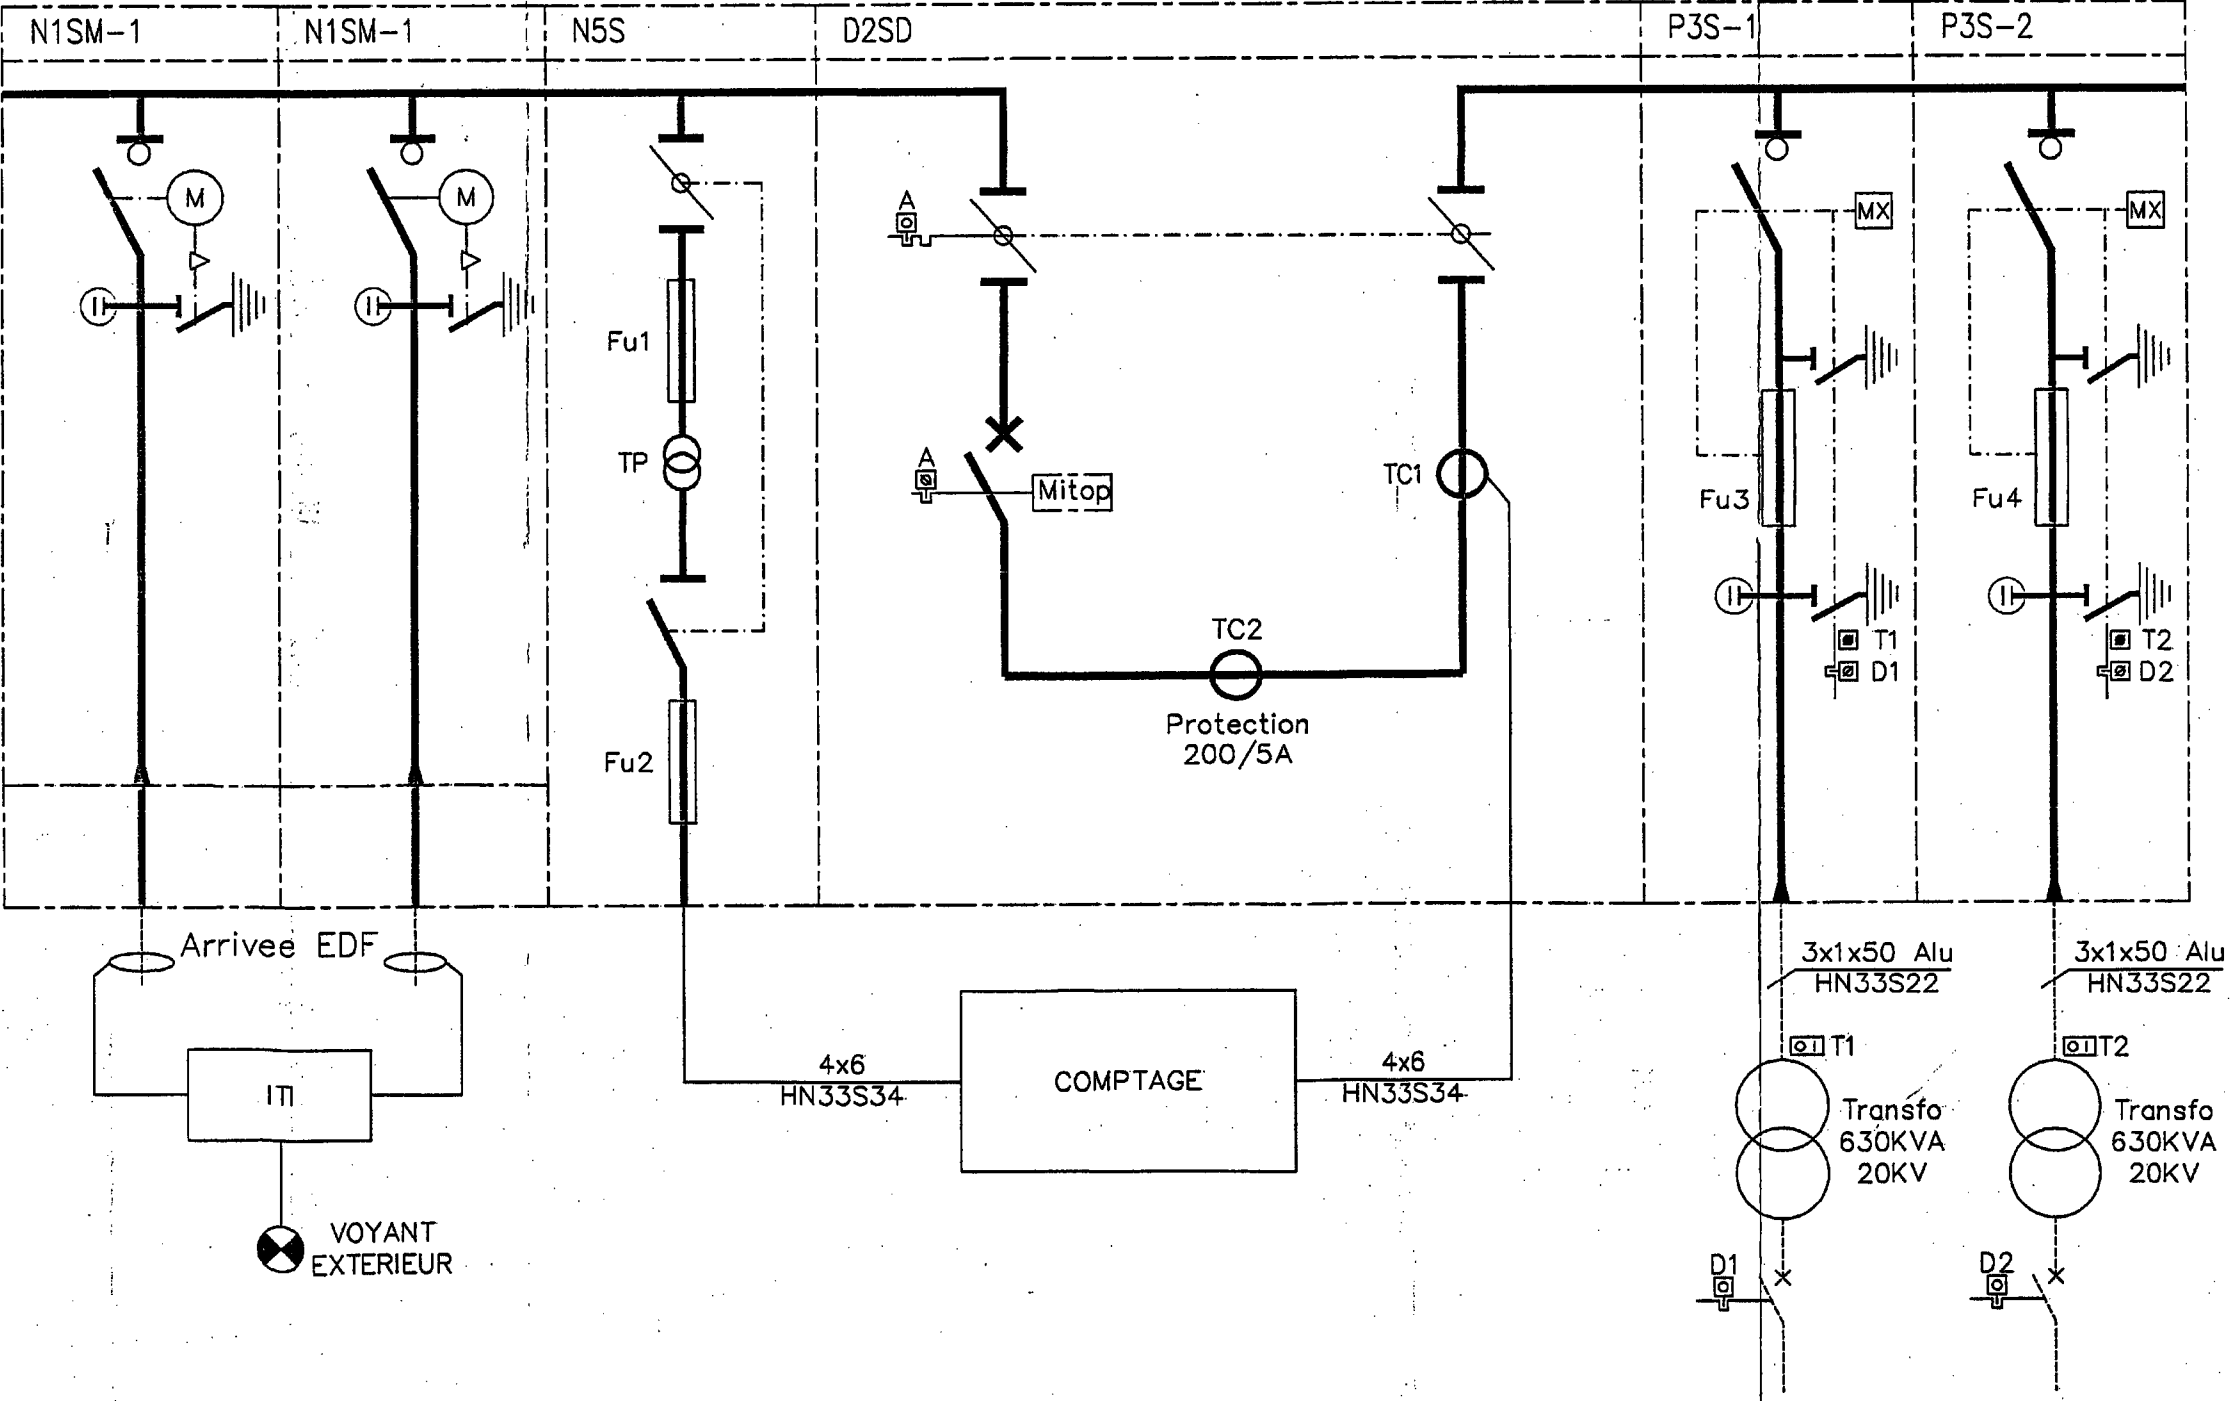 N1SM-1
N1SM-1
N5S
D2SD
P3S-1
P3S-2
M
M
A
MX
MX
Fu1
TP
A
Mitop
TC1
Fu3
Fu4
TC2
Protection
200/5A
T1
D1
T2
D2
Fu2
Arrivee EDF
3x1x50 Alu
HN33S22
3x1x50 Alu
HN33S22
ITI
4x6
HN33S34
COMPTAGE
4x6
HN33S34
T1
T2
Transfo
630KVA
20KV
Transfo
630KVA
20KV
VOYANT
EXTERIEUR
D1
D2